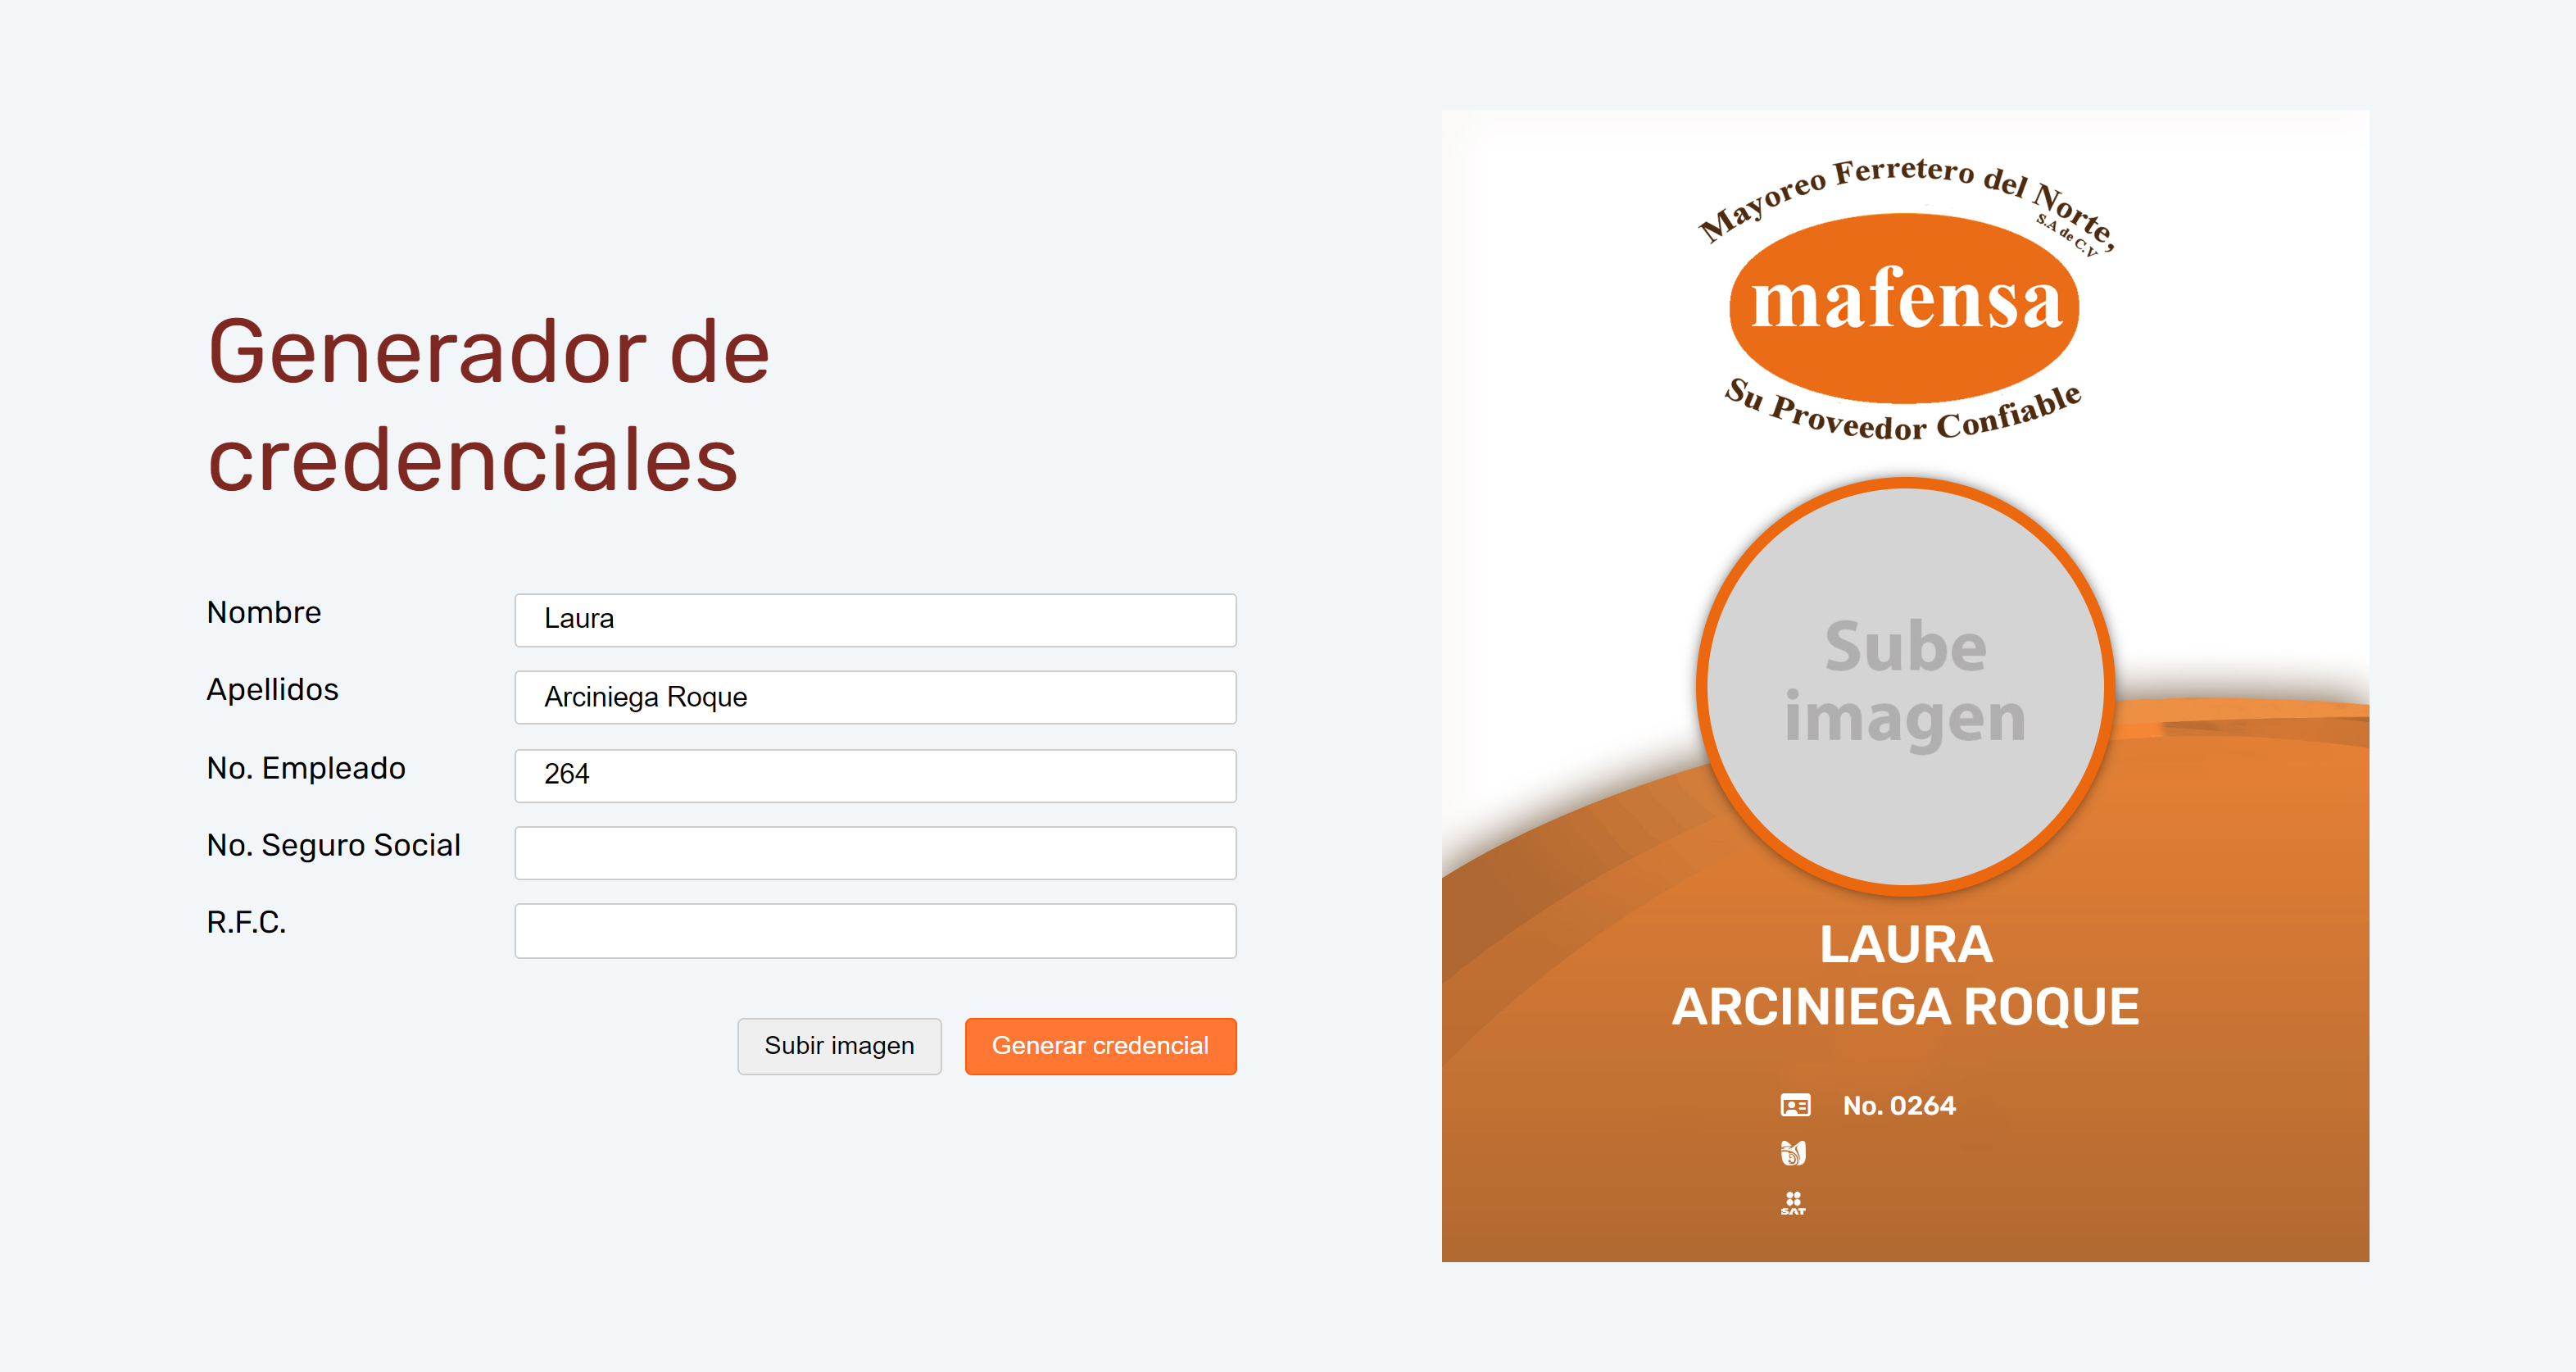 Generador de
credenciales
Nombre
Laura
Apellidos
Arciniega Roque
No. Empleado
264
No. Seguro Social
R.F.C.
Subir imagen
Generar credencial
Mayoreo Ferretero del Norte,
S.A de C.V
mafensa
Su Proveedor Confiable
Sube
imagen
LAURA
ARCINIEGA ROQUE
No. 0264
SAT